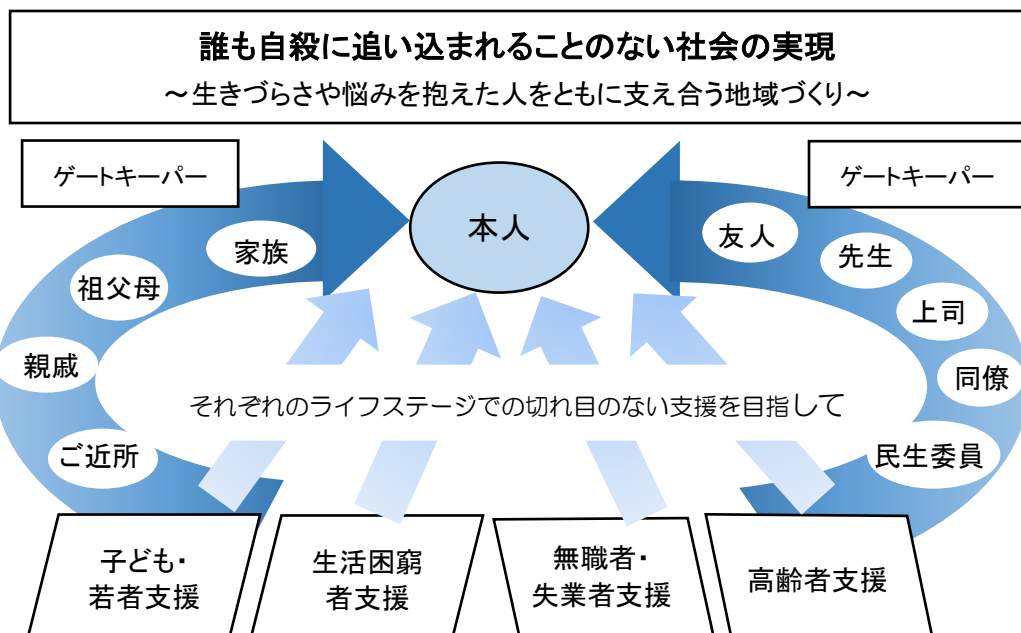 誰も自殺に追い込まれることのない社会の実現
～生きづらさや悩みを抱えた人をともに支え合う地域づくり～
ゲートキーパー
ゲートキーパー
本人
家族
祖父母
親戚
ご近所
友人
先生
上司
同僚
民生委員
それぞれのライフステージでの切れ目のない支援を目指して
子ども・
若者支援
生活困窮
者支援
無職者・
失業者支援
高齢者支援